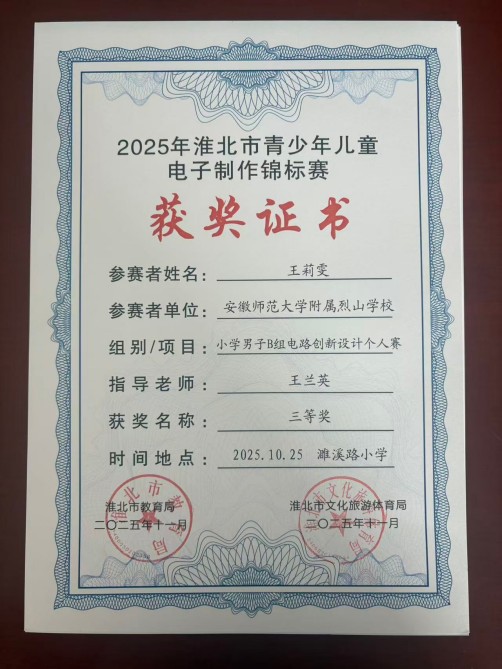 2025年淮北市青少年儿童
电子制作锦标赛
获奖证书
参赛者姓名： 王莉雯
参赛者单位： 安徽师范大学附属烈山学校
组别/项目： 小学男子B组电路创新设计个人赛
指导老师： 王兰英
获奖名称： 三等奖
时间地点： 2025.10.25 濉溪路小学
淮北市教育局 淮北市文化旅游体育局
二〇二五年十一月 二〇二五年十一月